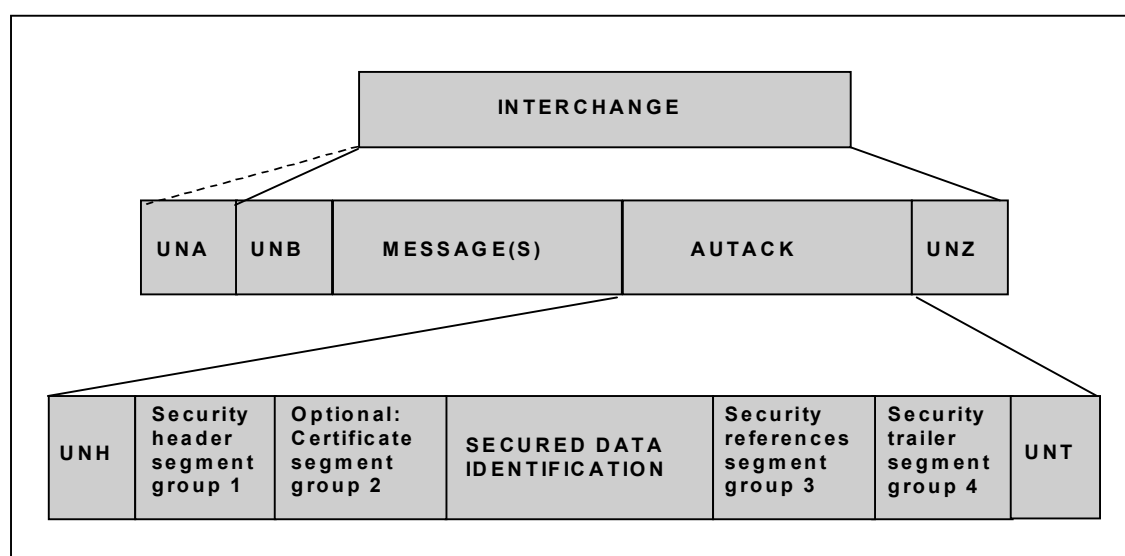 INTERCHANGE
UNA
UNB
MESSAGE(S)
AUTACK
UNZ
UNH
Security
header
segment
group 1
Optional:
Certificate
segment
group 2
SECURED DATA
IDENTIFICATION
Security
references
segment
group 3
Security
trailer
segment
group 4
UNT